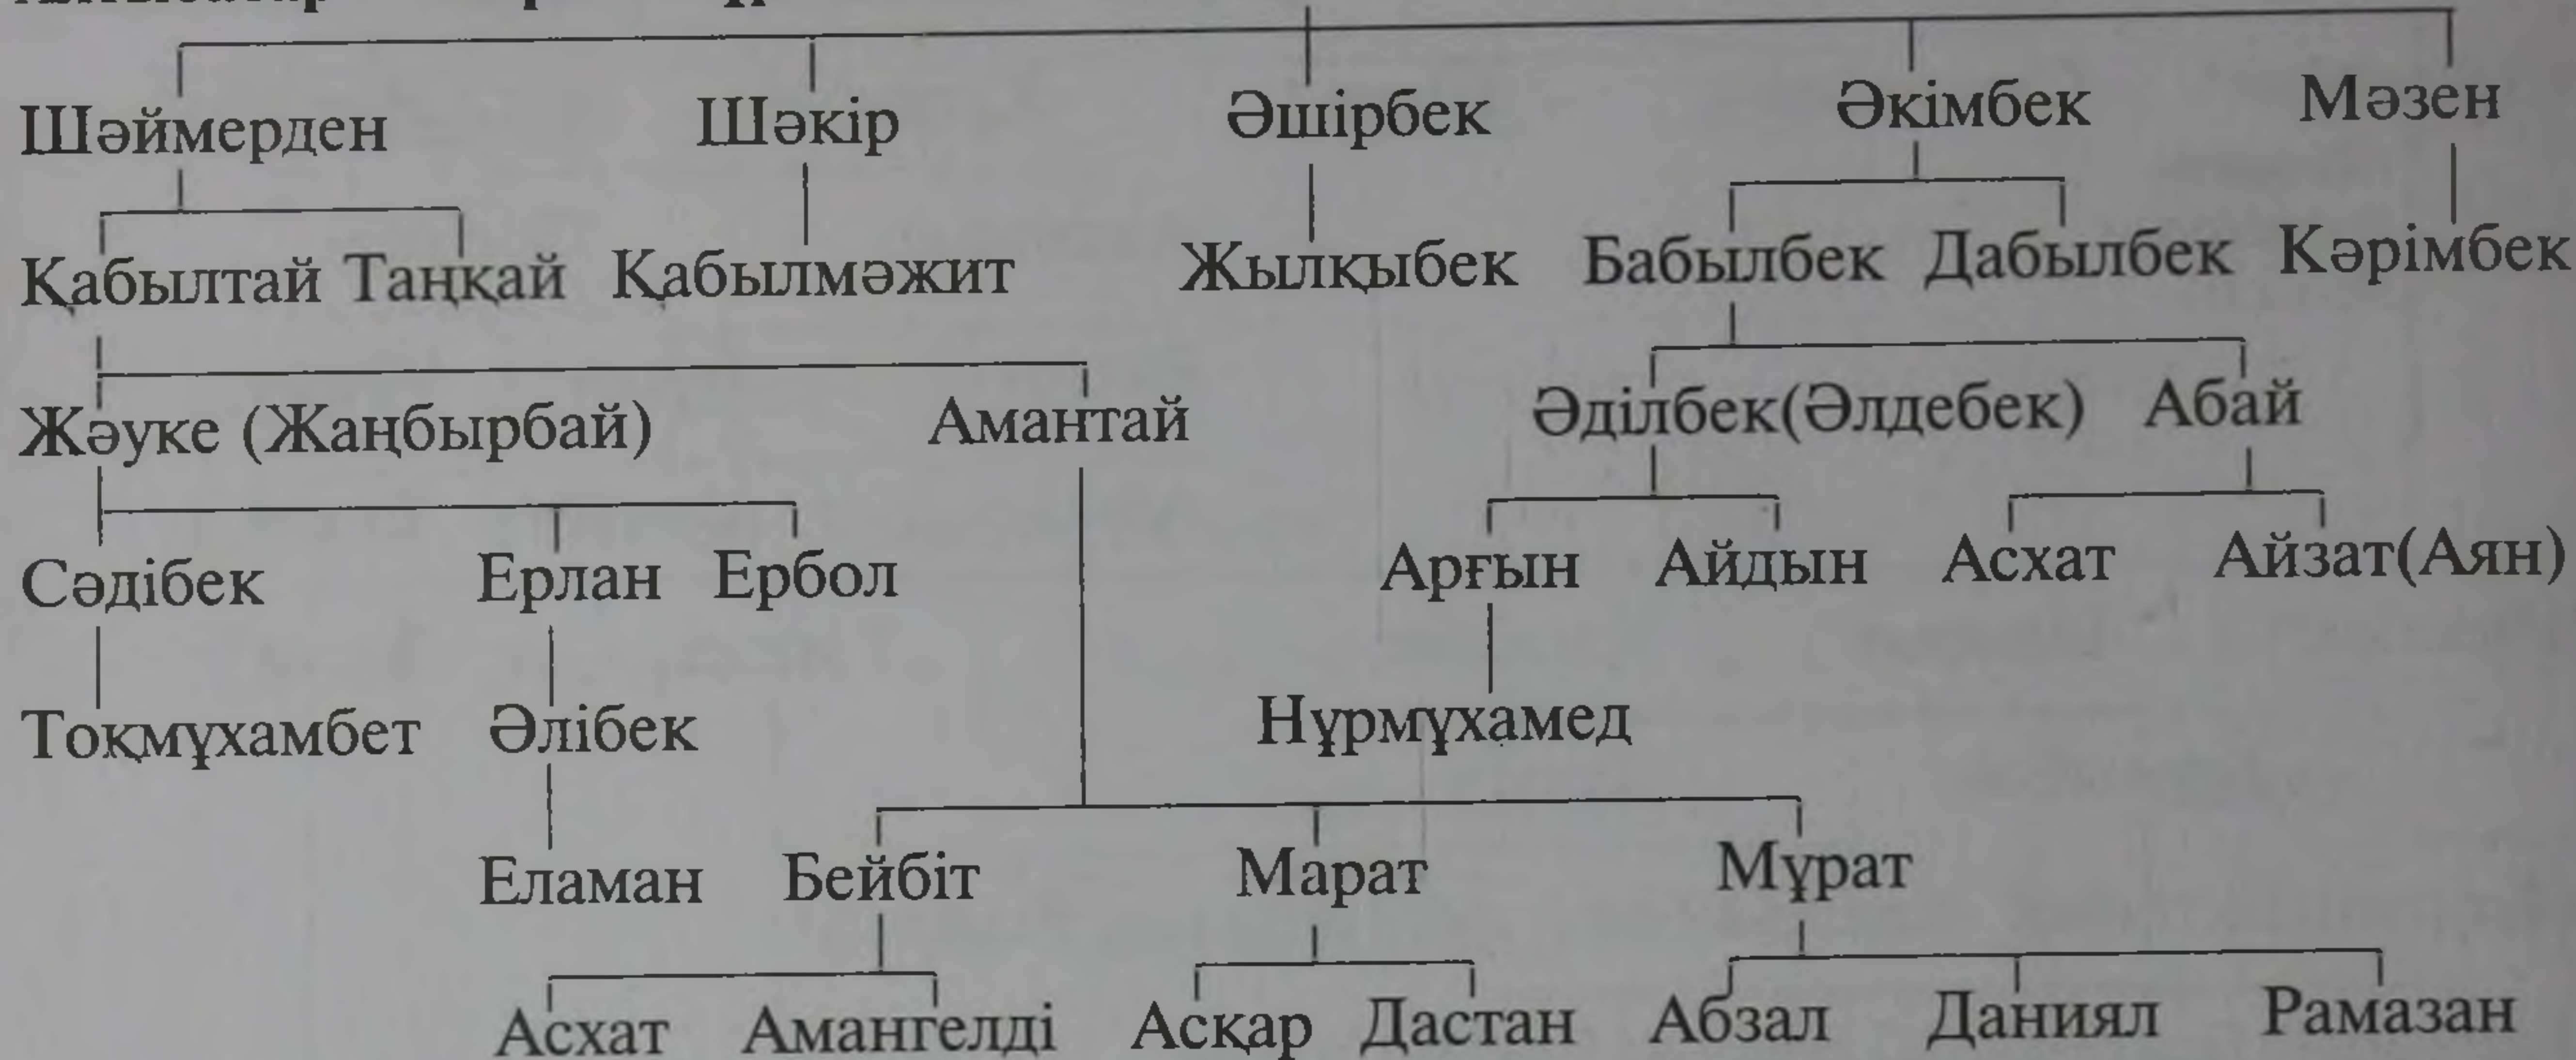 Шәймерден Шәкір Әшірбек Әкімбек Мәзен
Қабылтай Таңқай Қабылмәжит Жылқыбек Бабылбек Дабылбек Кәрімбек
Жәуке (Жаңбырбай) Амантай Әділбек(Әлдебек) Абай
Сәдібек Ерлан Ербол Арғын Айдын Асхат Айзат(Аян)
Тоқмұхамбет Әлібек Нұрмұхамед
Еламан Бейбіт Марат Мұрат
Асхат Амангелді Асқар Дастан Абзал Даниял Рамазан